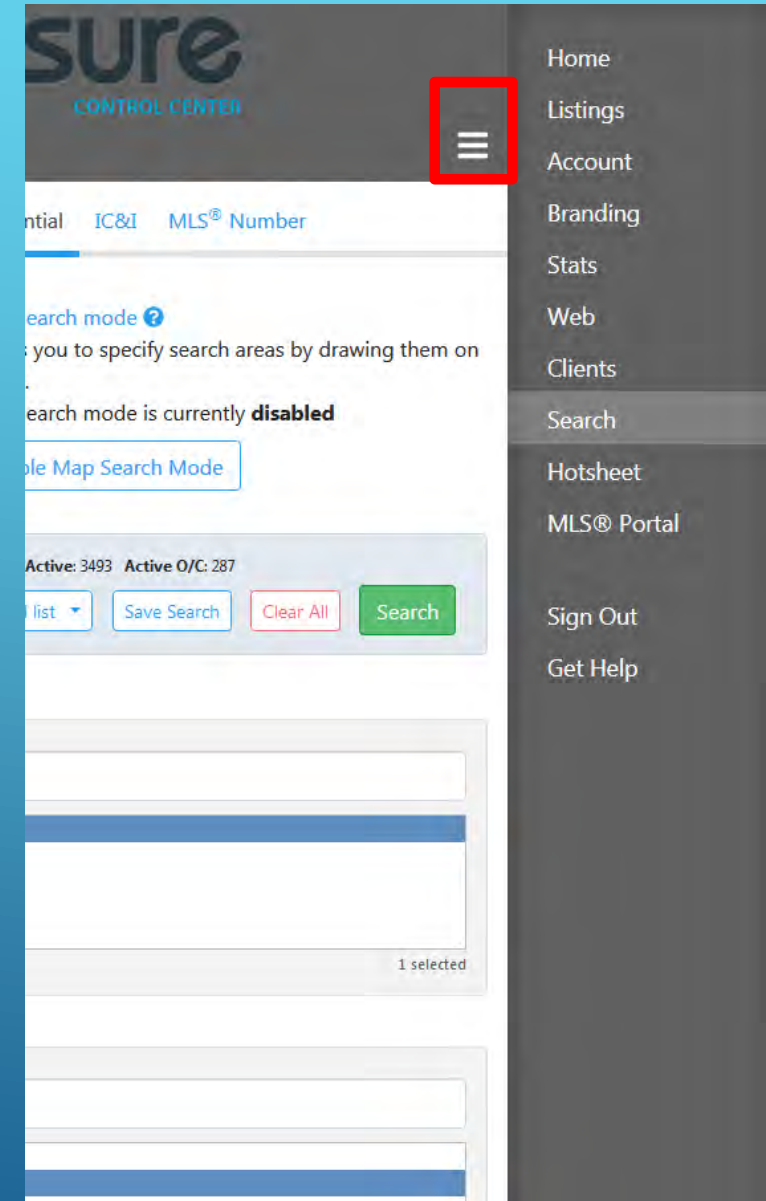 sure
CONTROL CENTER
ntial IC&I MLS® Number
earch mode
you to specify search areas by drawing them on
.
earch mode is currently disabled
ble Map Search Mode
Active: 3493 Active O/C: 287
list Save Search Clear All Search
1 selected
Home
Listings
Account
Branding
Stats
Web
Clients
Search
Hotsheet
MLS® Portal
Sign Out
Get Help